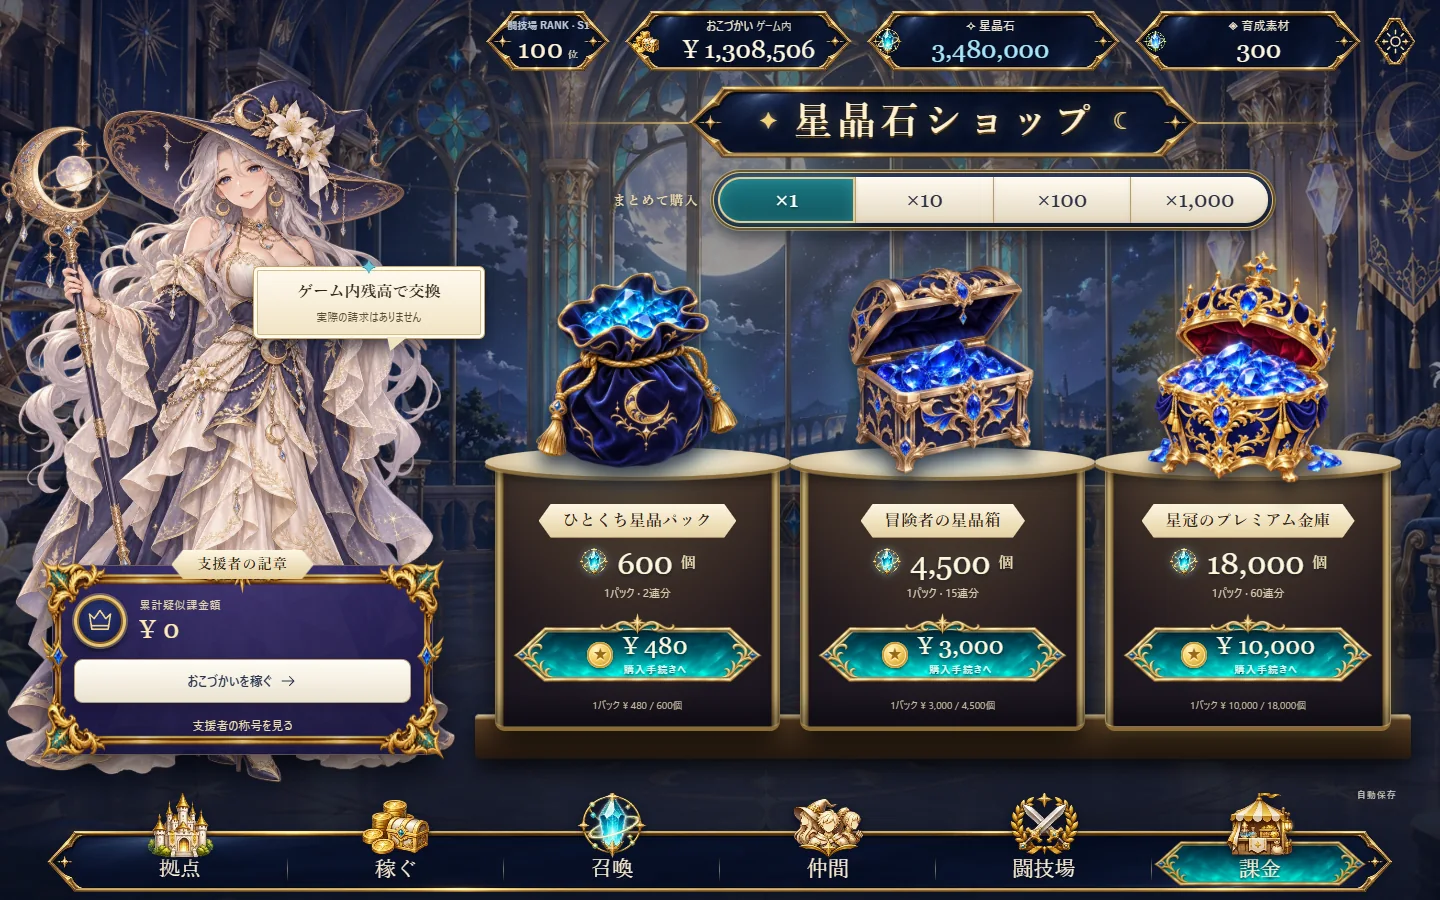 闘技場 RANK · S1
100 位
おこづかい ゲーム内
¥ 1,308,506
✧ 星晶石
3,480,000
◈ 育成素材
300
✦ 星晶石ショップ ☾
まとめて購入
×1
×10
×100
×1,000
ゲーム内残高で交換
実際の請求はありません
ひとくち星晶パック
600 個
1パック · 2連分
¥ 480
購入手続きへ
1パック ¥ 480 / 600個
冒険者の星晶箱
4,500 個
1パック · 15連分
¥ 3,000
購入手続きへ
1パック ¥ 3,000 / 4,500個
星冠のプレミアム金庫
18,000 個
1パック · 60連分
¥ 10,000
購入手続きへ
1パック ¥ 10,000 / 18,000個
支援者の記章
累計疑似課金額
¥ 0
おこづかいを稼ぐ →
支援者の称号を見る
自動保存
拠点
稼ぐ
召喚
仲間
闘技場
課金